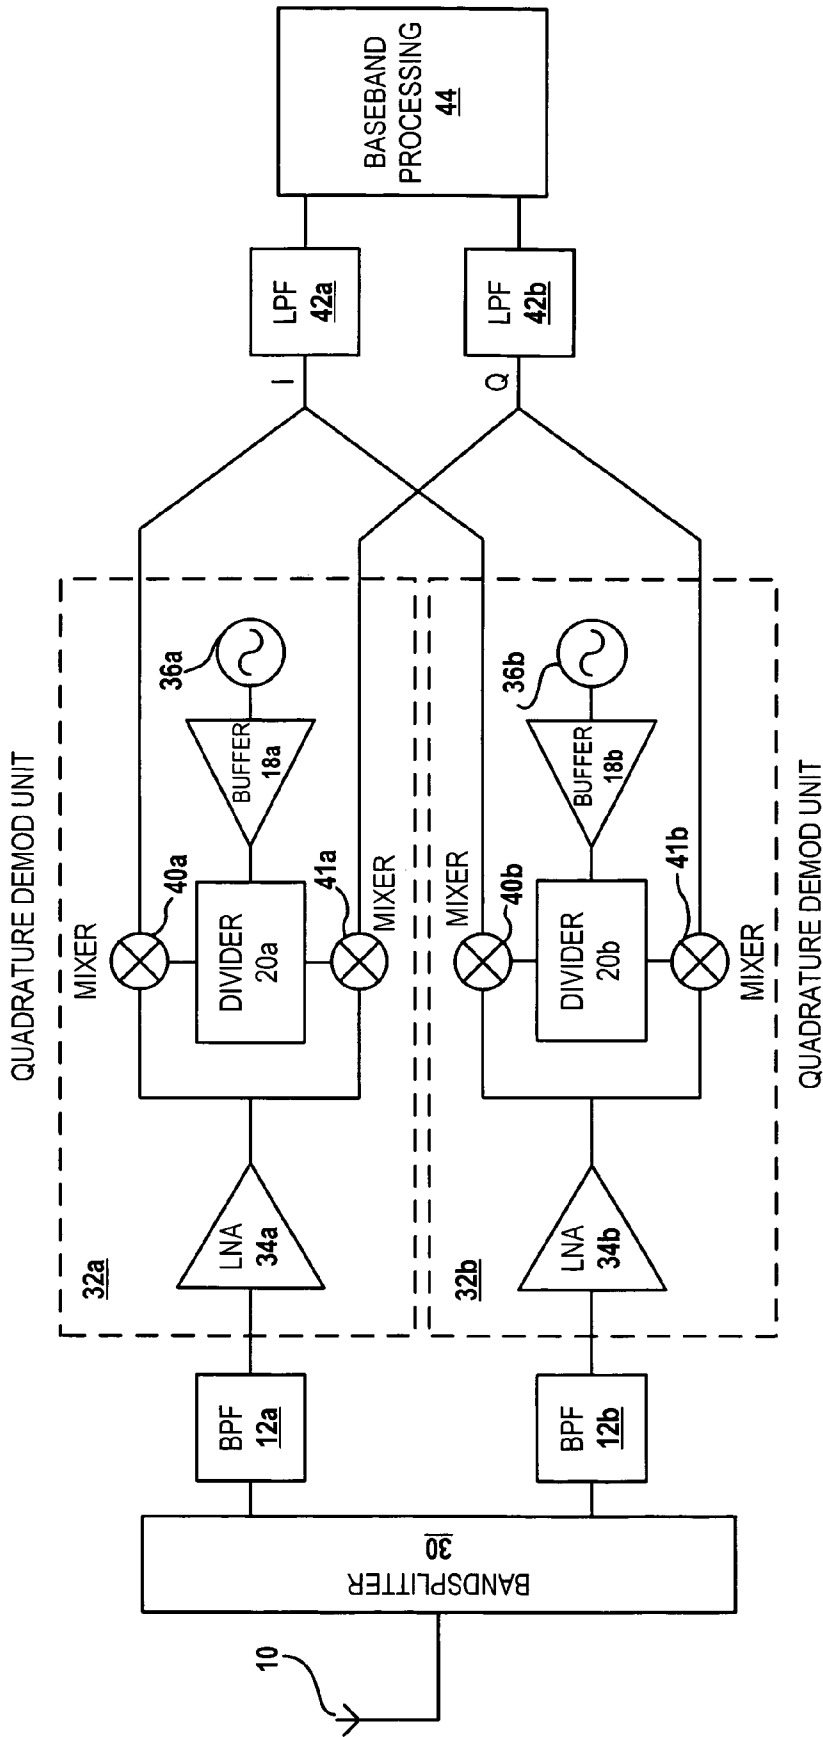 10
BANDSPLITTER
30
BPF
12a
BPF
12b
QUADRATURE DEMOD UNIT
32a
LNA
34a
MIXER
40a
DIVIDER
20a
41a
MIXER
BUFFER
18a
36a
32b
LNA
34b
MIXER
40b
DIVIDER
20b
41b
MIXER
BUFFER
18b
36b
QUADRATURE DEMOD UNIT
I
Q
LPF
42a
LPF
42b
BASEBAND
PROCESSING
44